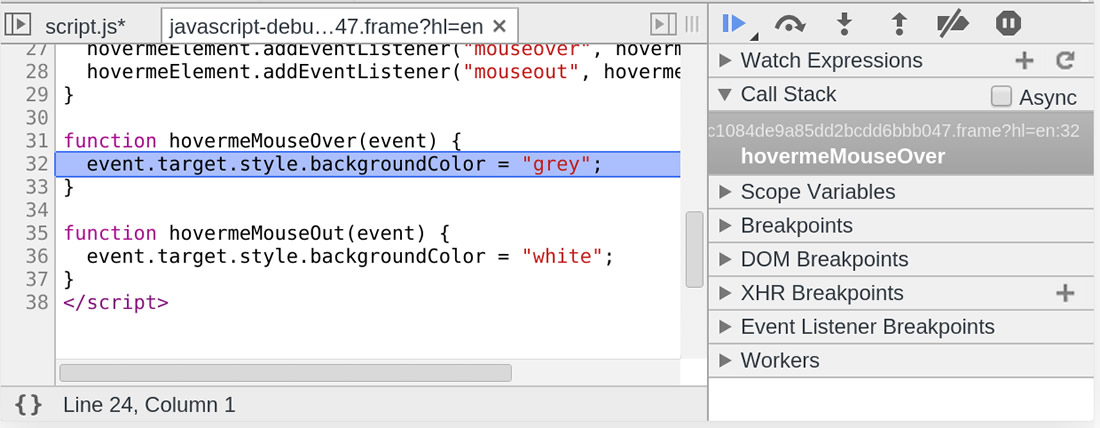 script.js*
javascript-debu…47.frame?hl=en ✕
27 hovermeElement.addEventListener("mouseover", hoverm
28 hovermeElement.addEventListener("mouseout", hoverme
29 }
30
31 function hovermeMouseOver(event) {
32 event.target.style.backgroundColor = "grey";
33 }
34
35 function hovermeMouseOut(event) {
36 event.target.style.backgroundColor = "white";
37 }
38 </script>
{} Line 24, Column 1
Watch Expressions
Call Stack
Async
c1084de9a85dd2bcdd6bbb047.frame?hl=en:32
hovermeMouseOver
Scope Variables
Breakpoints
DOM Breakpoints
XHR Breakpoints
Event Listener Breakpoints
Workers